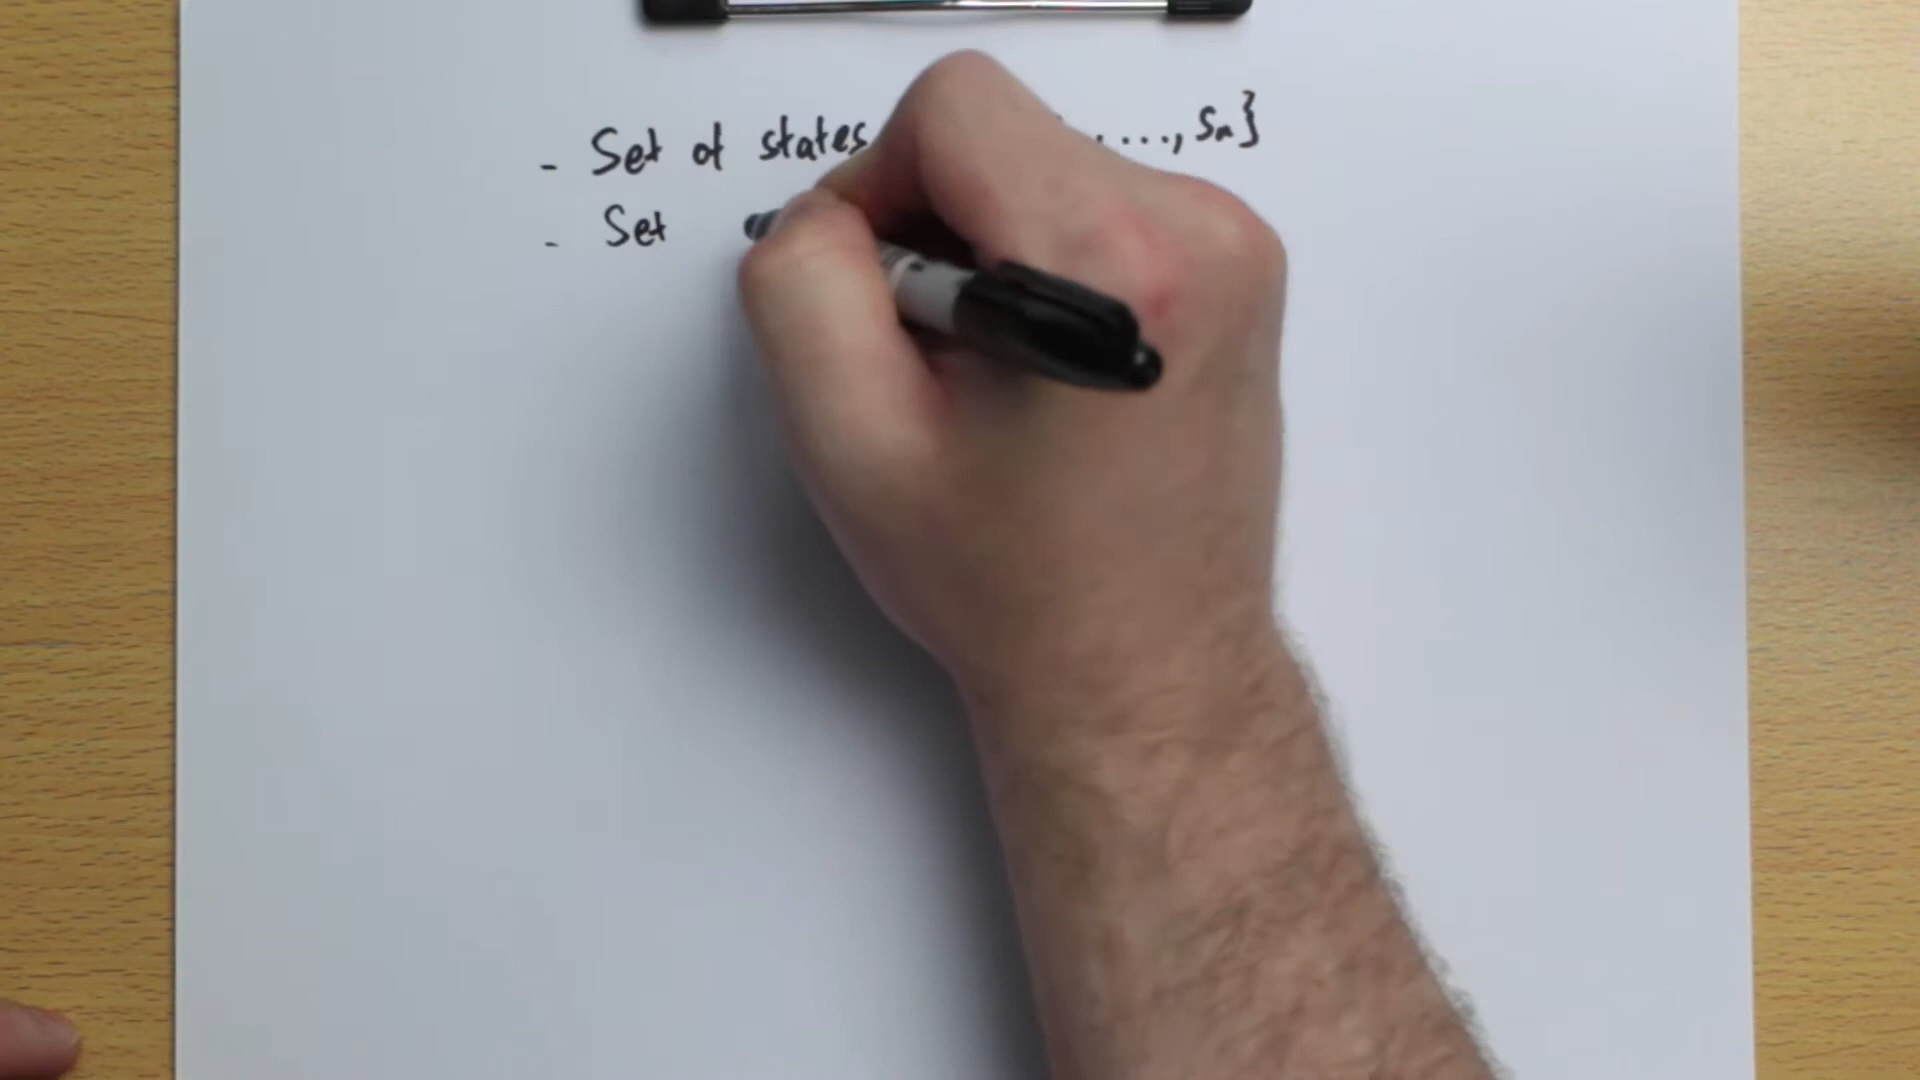 - Set of states ..., Sn}
- Set